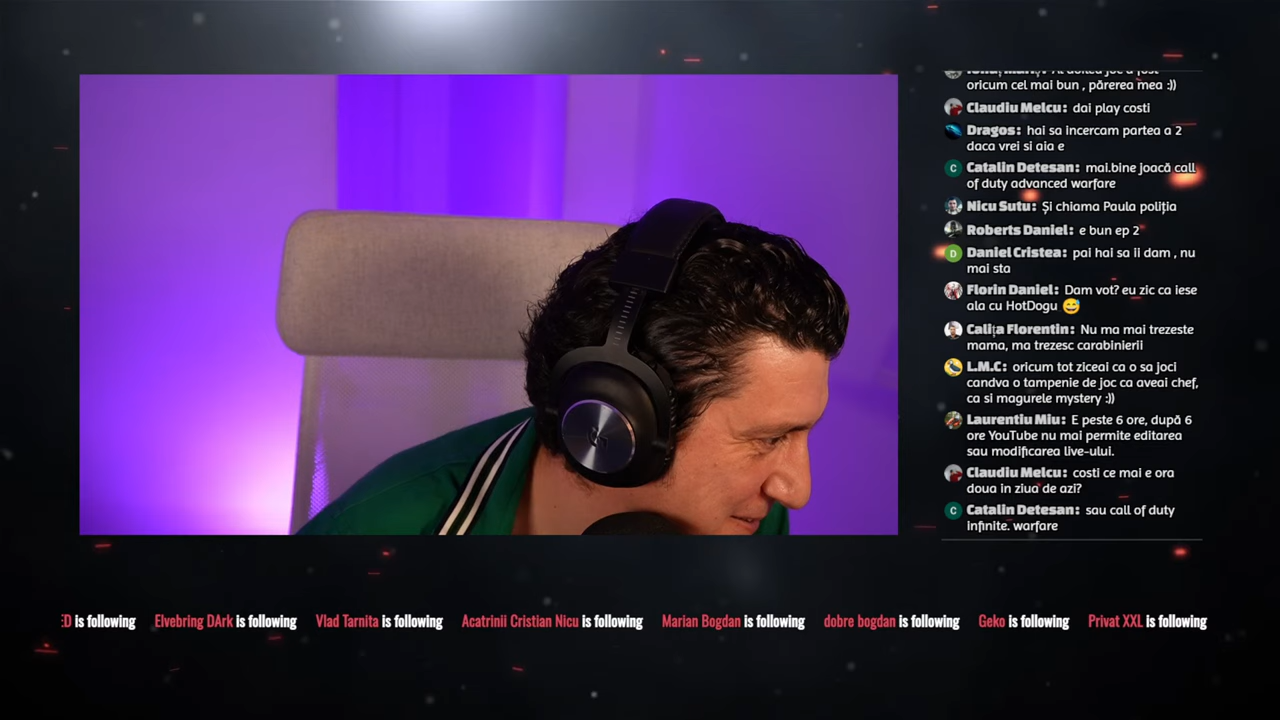 oricum cel mai bun , părerea mea :))
Claudiu Melcu: dai play costi
Dragos: hai sa incercam partea a 2
daca vrei si aia e
C Catalin Detesan: mai.bine joacă call
of duty advanced warfare
Nicu Sutu: Și chiama Paula poliția
Roberts Daniel: e bun ep 2
D Daniel Cristea: pai hai sa ii dam , nu
mai sta
Florin Daniel: Dam vot? eu zic ca iese
ala cu HotDogu 😅
Calița Florentin: Nu ma mai trezeste
mama, ma trezesc carabinierii
L.M.C: oricum tot ziceai ca o sa joci
candva o tampenie de joc ca aveai chef,
ca si magurele mystery :))
Laurentiu Miu: E peste 6 ore, după 6
ore YouTube nu mai permite editarea
sau modificarea live-ului.
Claudiu Melcu: costi ce mai e ora
doua in ziua de azi?
C Catalin Detesan: sau call of duty
infinite. warfare
ED is following Elvebring DArk is following Vlad Tarnita is following Acatrinii Cristian Nicu is following Marian Bogdan is following dobre bogdan is following Geko is following Privat XXL is following